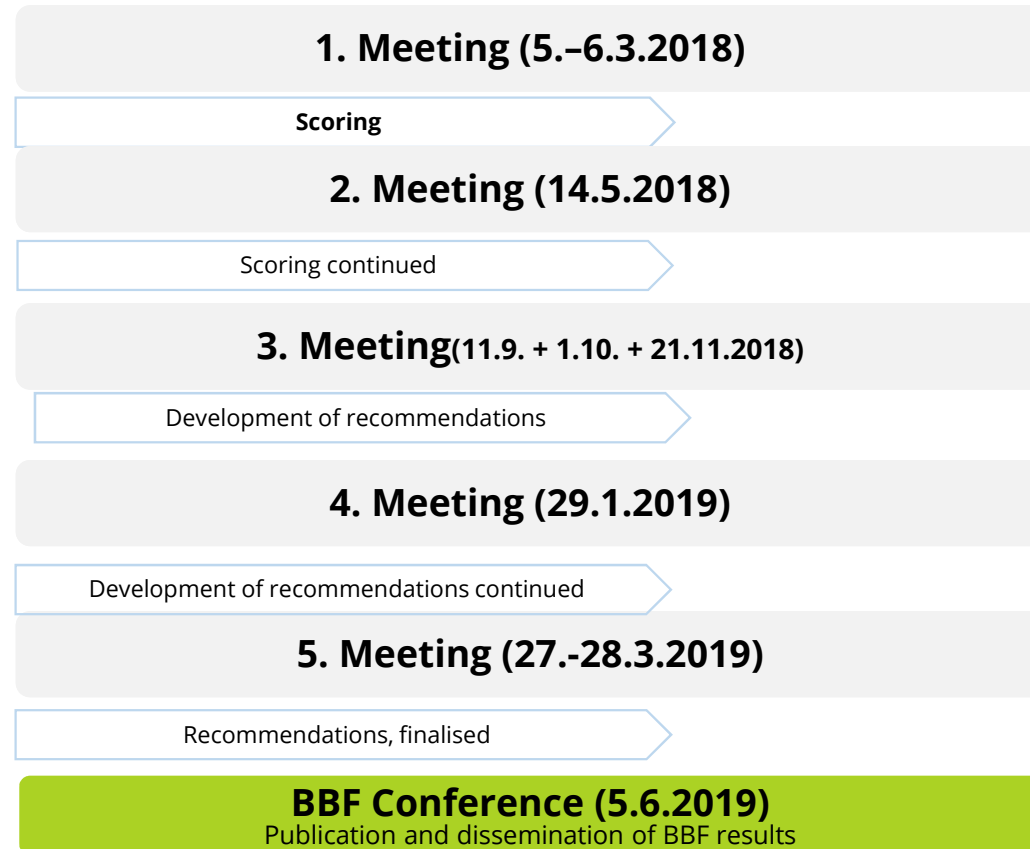 1. Meeting (5.–6.3.2018)
Scoring
2. Meeting (14.5.2018)
Scoring continued
3. Meeting(11.9. + 1.10. + 21.11.2018)
Development of recommendations
4. Meeting (29.1.2019)
Development of recommendations continued
5. Meeting (27.-28.3.2019)
Recommendations, finalised
BBF Conference (5.6.2019)
Publication and dissemination of BBF results